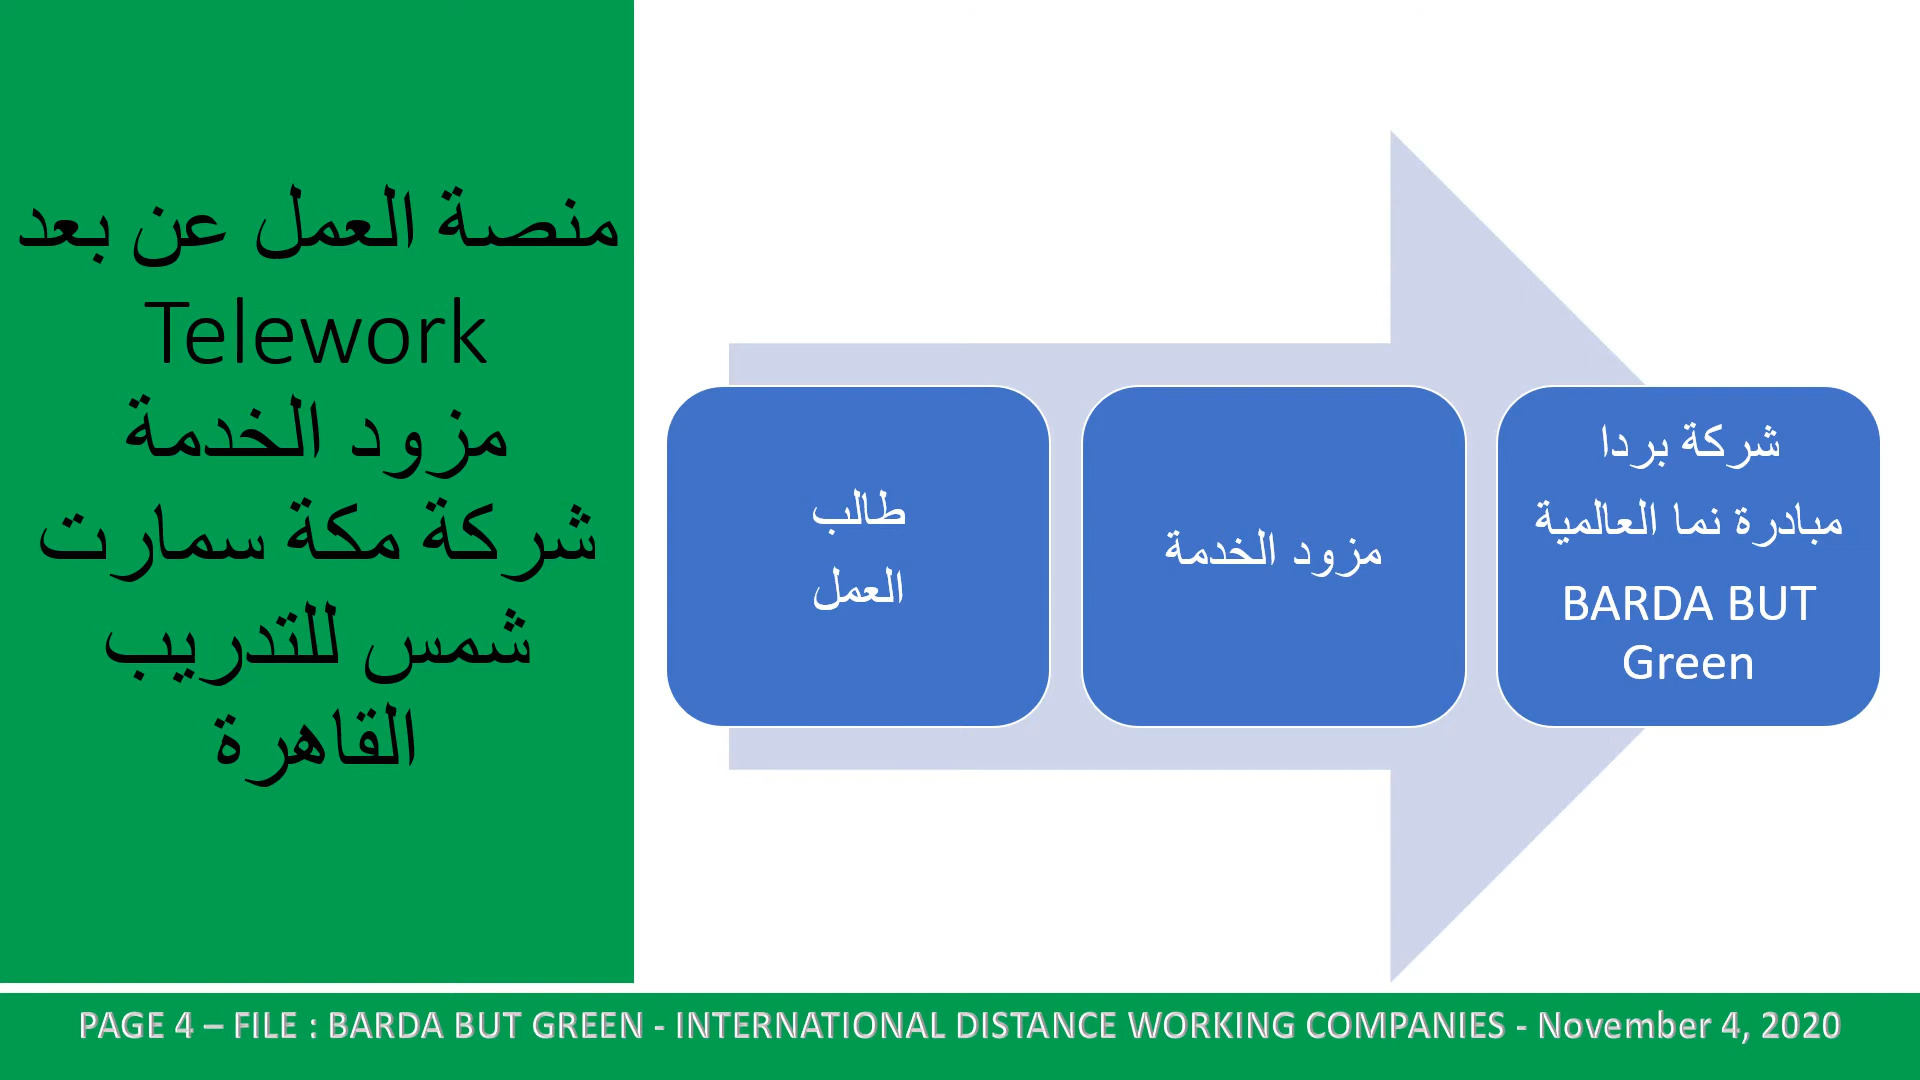 منصة العمل عن بعد
Telework
مزود الخدمة
شركة مكة سمارت
شمس للتدريب
القاهرة
طالب
العمل
مزود الخدمة
شركة بردا
مبادرة نما العالمية
BARDA BUT
Green
PAGE 4 – FILE : BARDA BUT GREEN - INTERNATIONAL DISTANCE WORKING COMPANIES - November 4, 2020